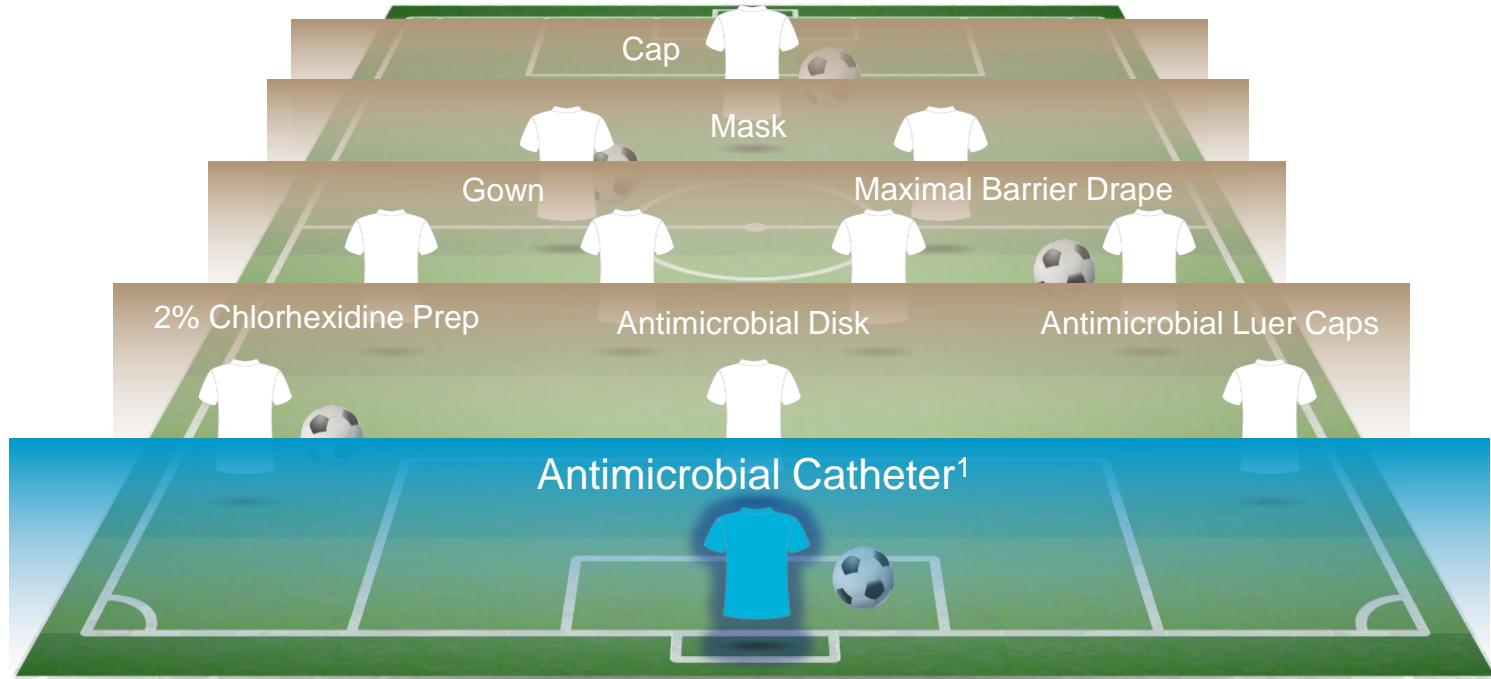 Cap
Mask
Gown
Maximal Barrier Drape
2% Chlorhexidine Prep
Antimicrobial Disk
Antimicrobial Luer Caps
Antimicrobial Catheter¹